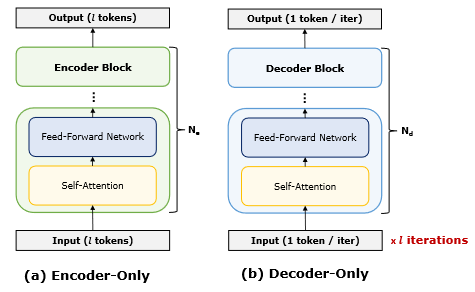 Output (l tokens)
Encoder Block
...
Feed-Forward Network
Self-Attention
Nₑ
Input (l tokens)
(a) Encoder-Only
Output (1 token / iter)
Decoder Block
...
Feed-Forward Network
Self-Attention
N_d
Input (1 token / iter)
x l iterations
(b) Decoder-Only